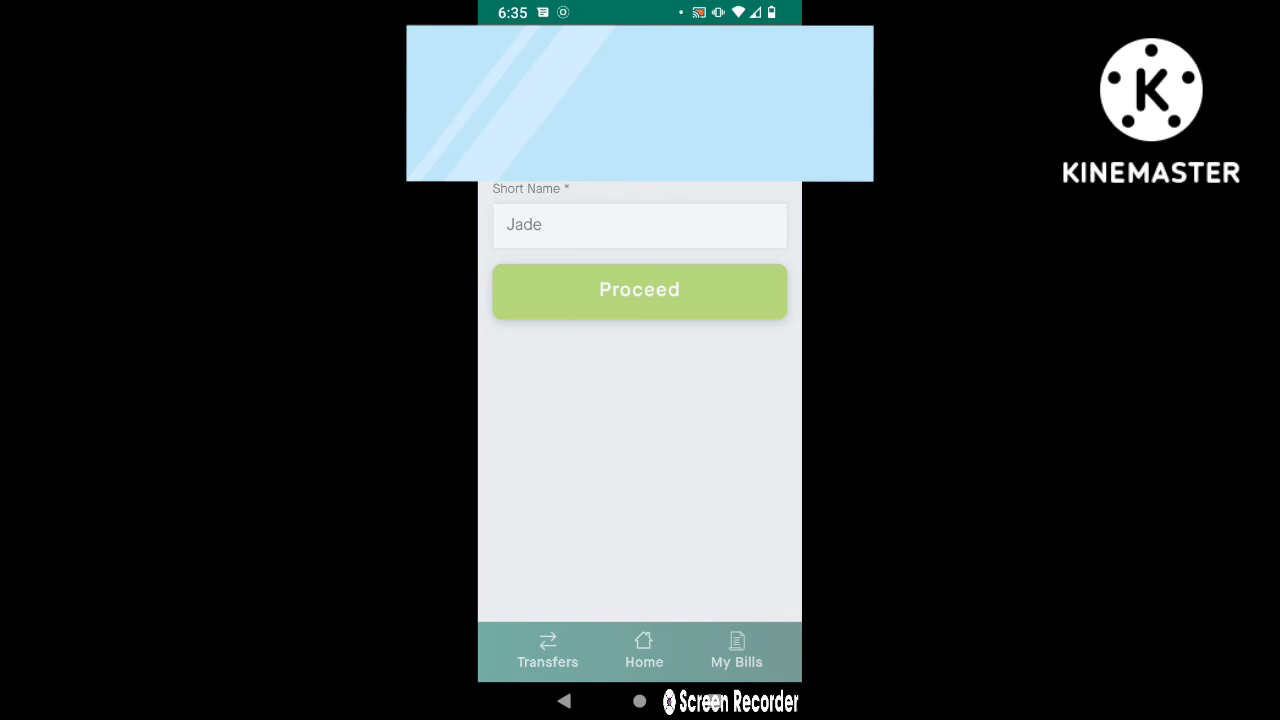 6:35
K
KINEMASTER
Short Name *
Jade
Proceed
Transfers
Home
My Bills
Screen Recorder